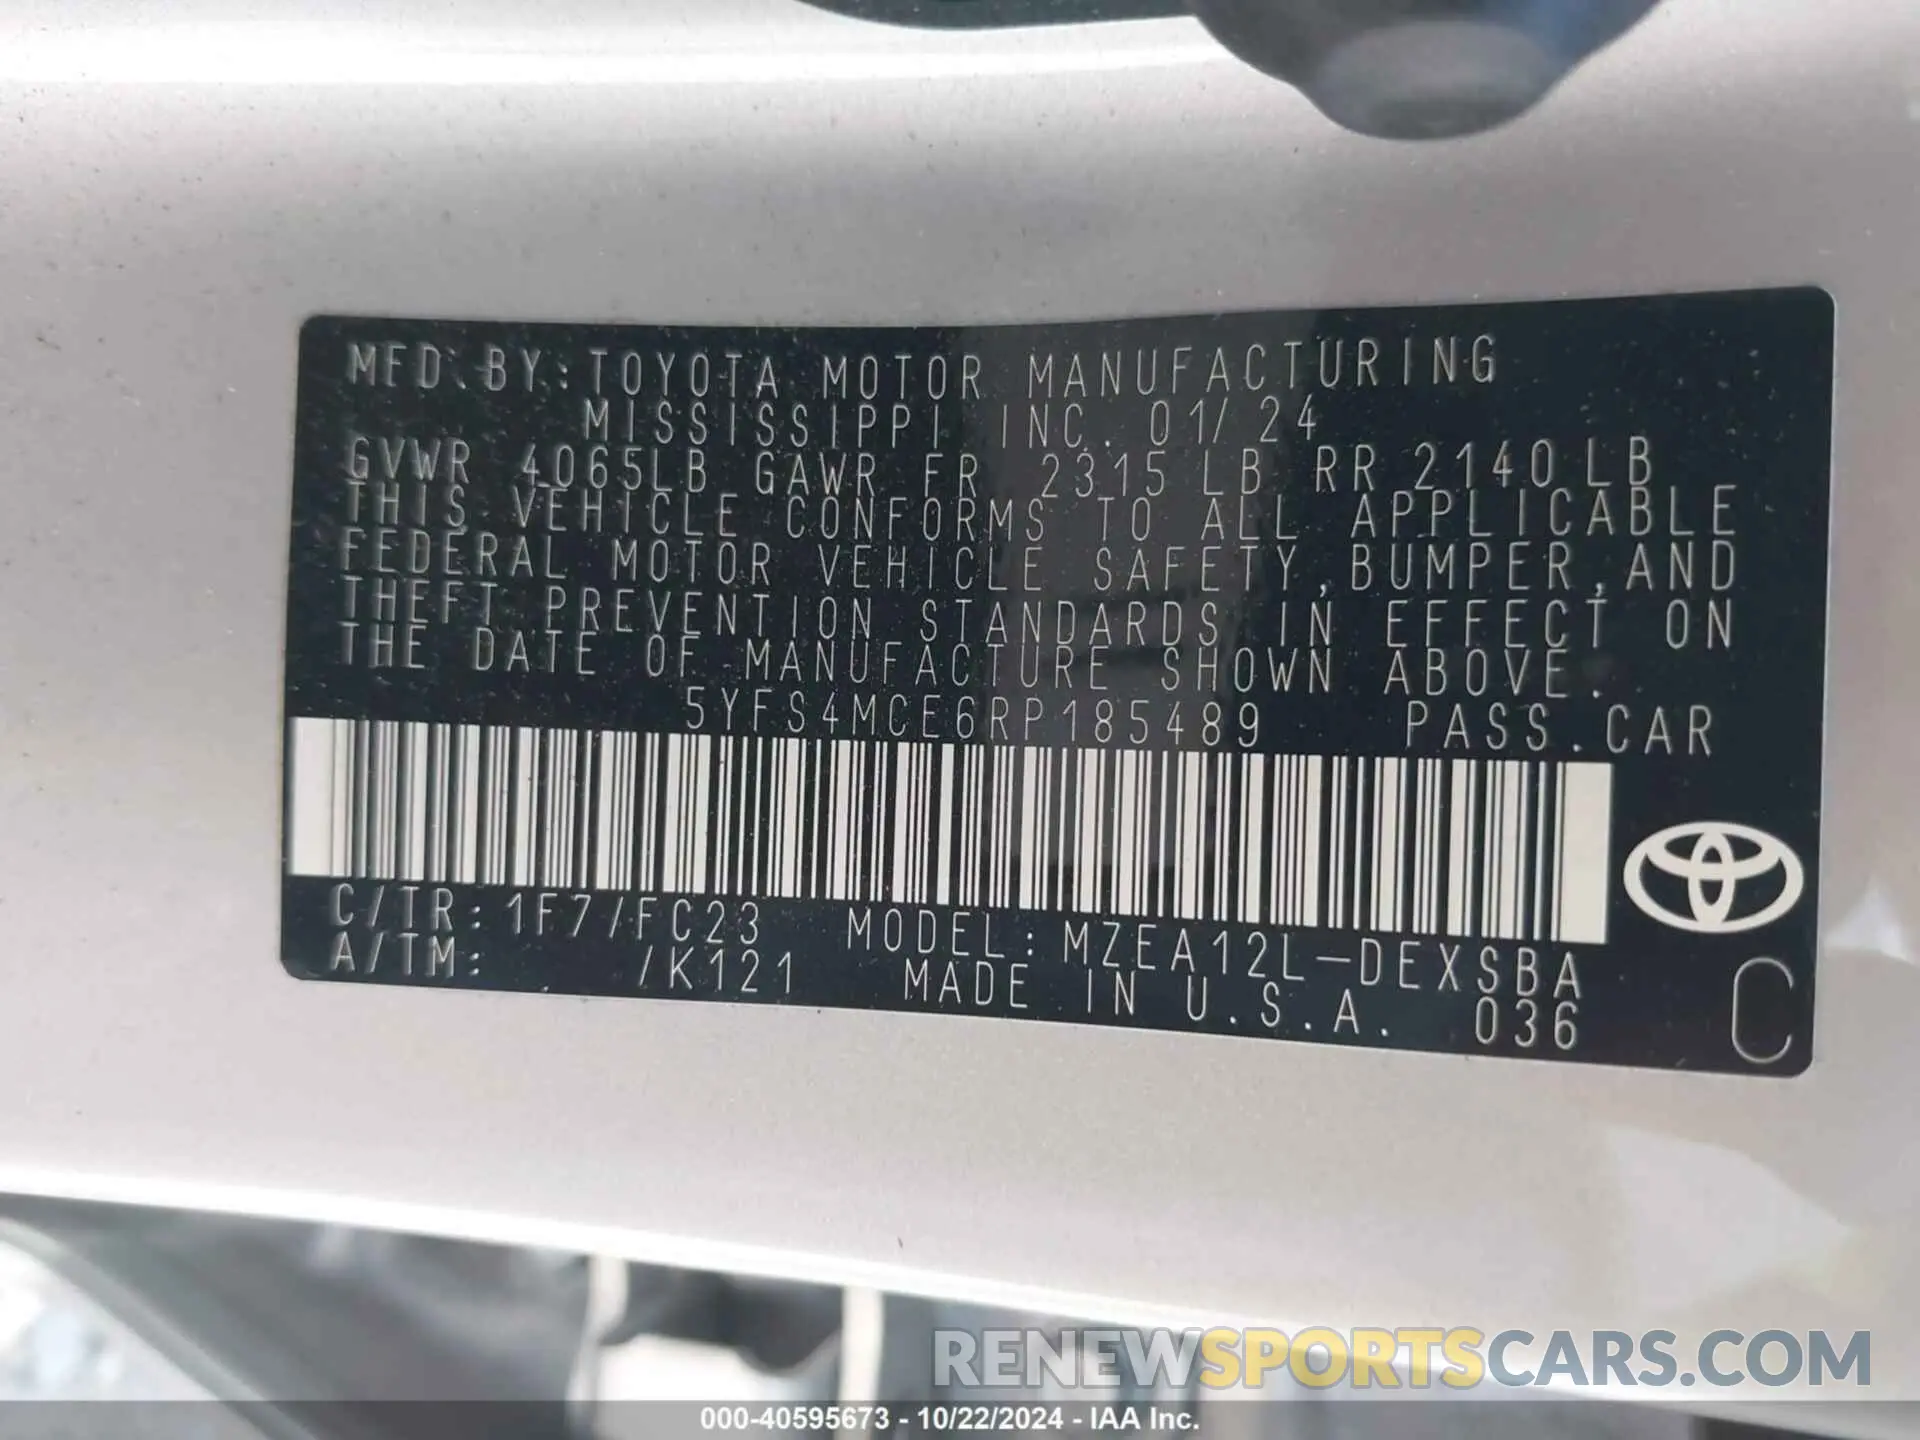 MFD.BY:TOYOTA MOTOR MANUFACTURING
MISSISSIPPI INC. 01/24
GVWR 4065LB GAWR FR 2315LB RR 2140LB
THIS VEHICLE CONFORMS TO ALL APPLICABLE
FEDERAL MOTOR VEHICLE SAFETY,BUMPER,AND
THEFT PREVENTION STANDARDS IN EFFECT ON
THE DATE OF MANUFACTURE SHOWN ABOVE.
5YFS4MCE6RP185489 PASS.CAR
C/TR:1F7/FC23 MODEL:MZEA12L-DEXSBA
A/TM: /K121 MADE IN U.S.A. 036
C
RENEWSPORTSCARS.COM
000-40595673 - 10/22/2024 - IAA Inc.